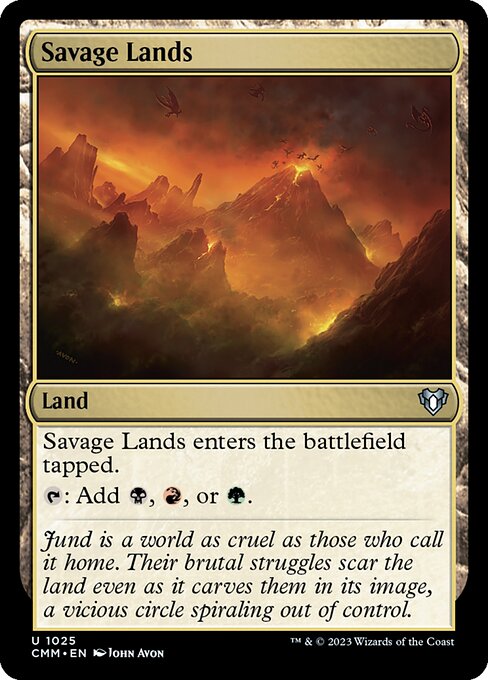 Savage Lands
AVON
Land
Savage Lands enters the battlefield
tapped.
: Add , , or .
Jund is a world as cruel as those who call
it home. Their brutal struggles scar the
land even as it carves them in its image,
a vicious circle spiraling out of control.
U 1025
CMM • EN JOHN AVON
™ & © 2023 Wizards of the Coast